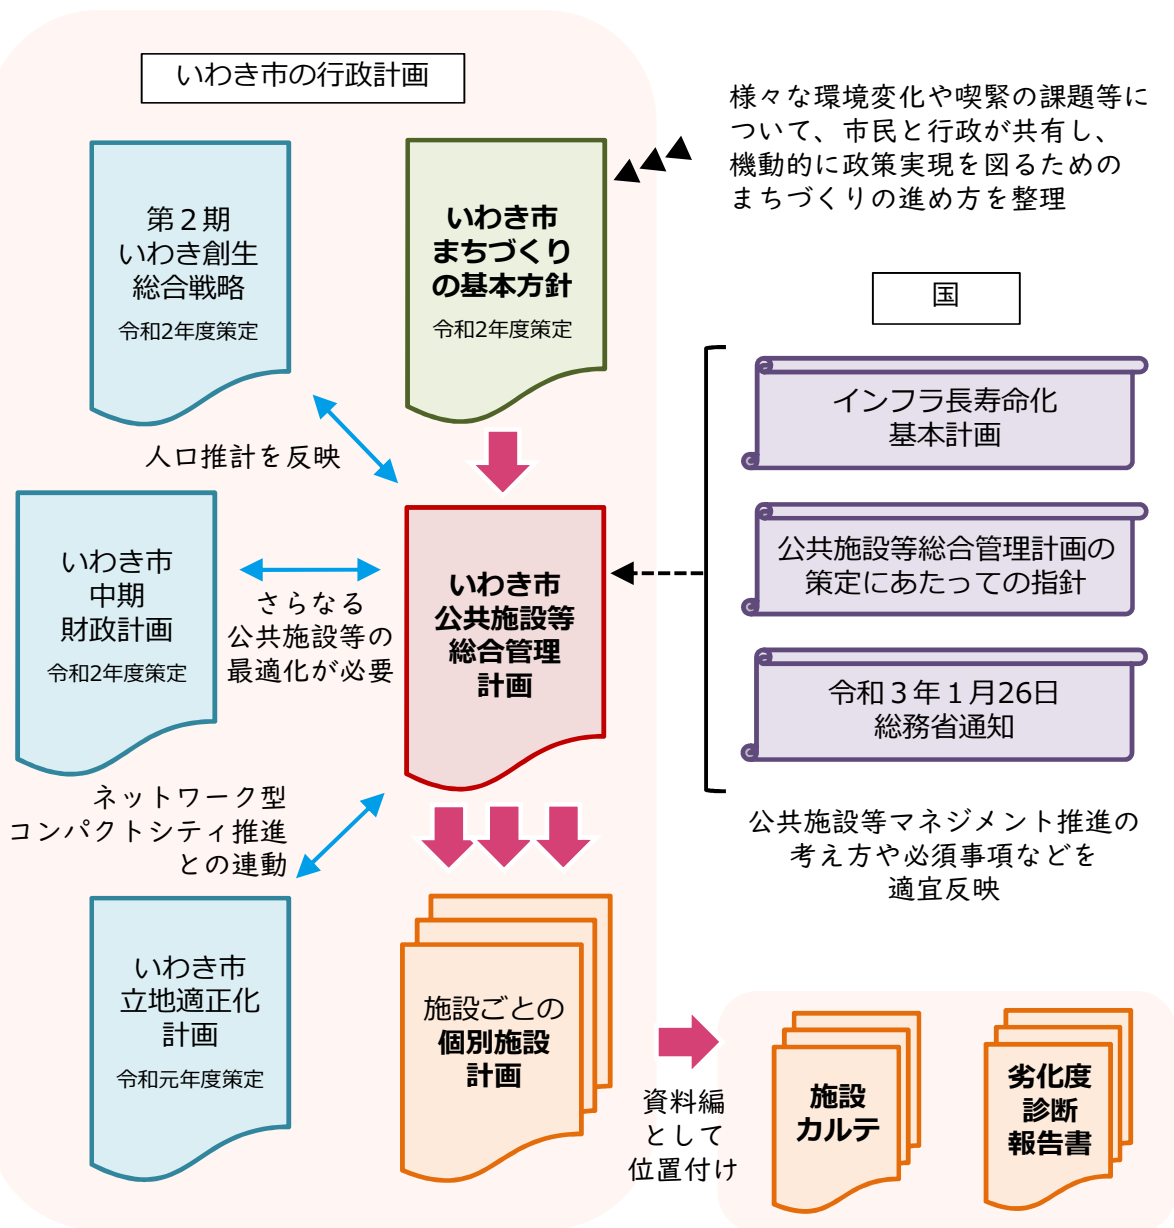 いわき市の行政計画
様々な環境変化や喫緊の課題等に
ついて、市民と行政が共有し、
機動的に政策実現を図るための
まちづくりの進め方を整理
第２期
いわき創生
総合戦略
令和2年度策定
いわき市
まちづくり
の基本方針
令和2年度策定
国
インフラ長寿命化
基本計画
人口推計を反映
公共施設等総合管理計画の
策定にあたっての指針
いわき市
中期
財政計画
令和2年度策定
さらなる
公共施設等の
最適化が必要
いわき市
公共施設等
総合管理
計画
令和３年１月26日
総務省通知
ネットワーク型
コンパクトシティ推進
との連動
公共施設等マネジメント推進の
考え方や必須事項などを
適宜反映
いわき市
立地適正化
計画
令和元年度策定
施設ごとの
個別施設
計画
資料編
として
位置付け
施設
カルテ
劣化度
診断
報告書